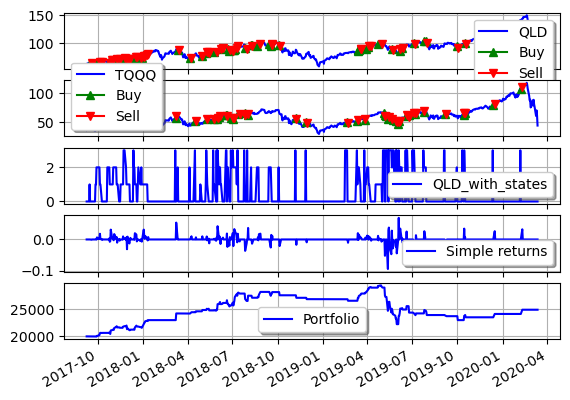 150
100
QLD
Buy
Sell
100
50
TQQQ
Buy
Sell
2
0
QLD_with_states
0.0
−0.1
Simple returns
25000
20000
Portfolio
2017-10
2018-01
2018-04
2018-07
2018-10
2019-01
2019-04
2019-07
2019-10
2020-01
2020-04